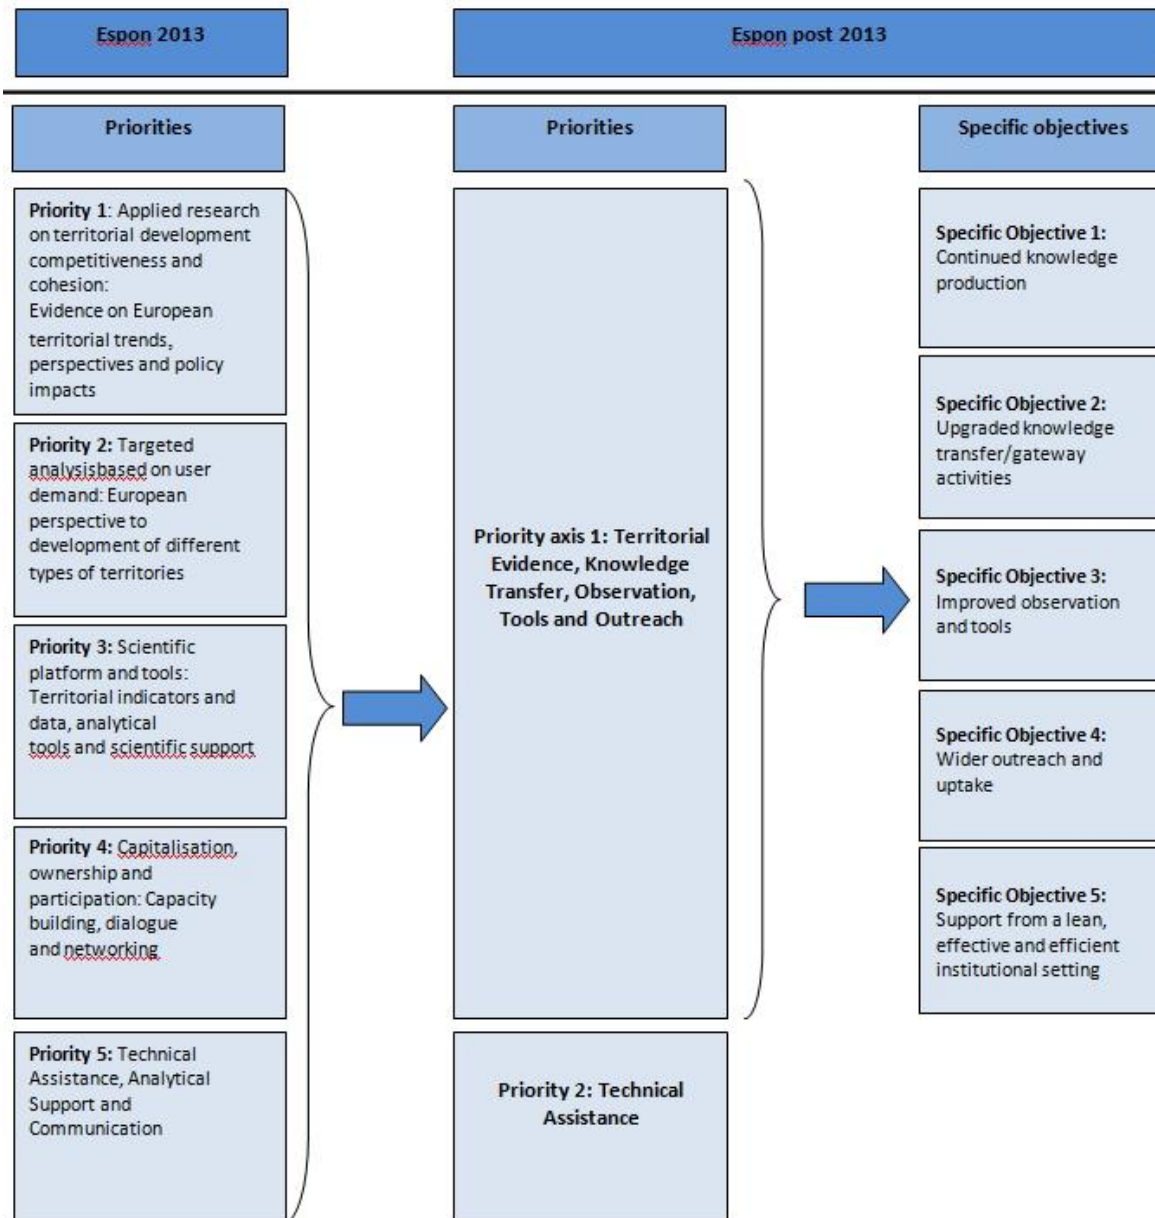 Espon 2013
Espon post 2013
Priorities
Priorities
Specific objectives
Priority 1: Applied research
on territorial development
competitiveness and
cohesion:
Evidence on European
territorial trends,
perspectives and policy
impacts
Priority 2: Targeted
analysisbased on user
demand: European
perspective to
development of different
types of territories
Priority 3: Scientific
platform and tools:
Territorial indicators and
data, analytical
tools and scientific support
Priority 4: Capitalisation,
ownership and
participation: Capacity
building, dialogue
and networking
Priority 5: Technical
Assistance, Analytical
Support and
Communication
Priority axis 1: Territorial
Evidence, Knowledge
Transfer, Observation,
Tools and Outreach
Priority 2: Technical
Assistance
Specific Objective 1:
Continued knowledge
production
Specific Objective 2:
Upgraded knowledge
transfer/gateway
activities
Specific Objective 3:
Improved observation
and tools
Specific Objective 4:
Wider outreach and
uptake
Specific Objective 5:
Support from a lean,
effective and efficient
institutional setting